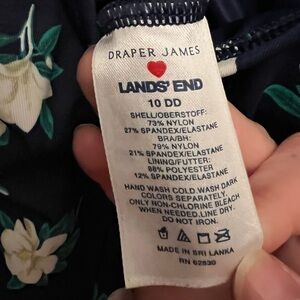 DRAPER JAMES
LANDS' END
10 DD
SHELL/OBERSTOFF:
73% NYLON
27% SPANDEX/ELASTANE
BRA/BH:
79% NYLON
21% SPANDEX/ELASTANE
LINING/FUTTER:
88% POLYESTER
12% SPANDEX/ELASTANE
HAND WASH COLD.WASH DARK
COLORS SEPARATELY.
ONLY NON-CHLORINE BLEACH
WHEN NEEDED.LINE DRY.
DO NOT IRON.
MADE IN SRI LANKA
RN 62830